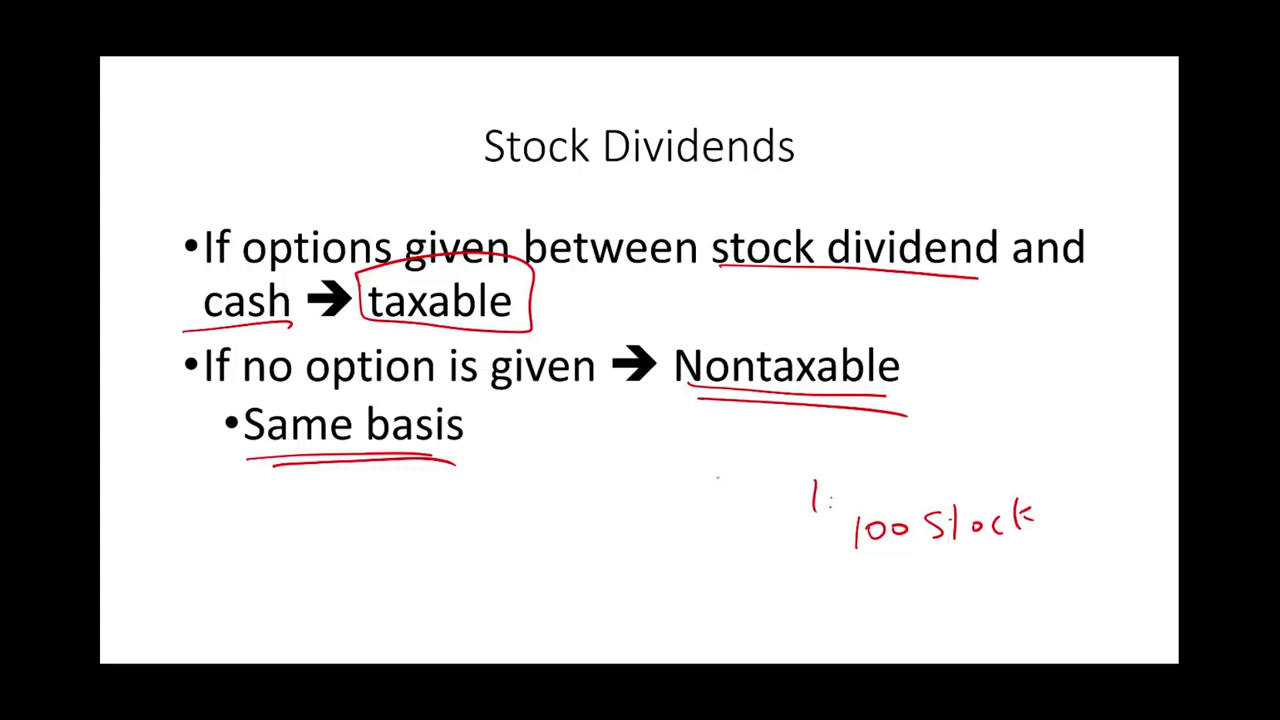 Stock Dividends
•If options given between stock dividend and
cash ➔ taxable
•If no option is given ➔ Nontaxable
•Same basis
1:
100 Stock